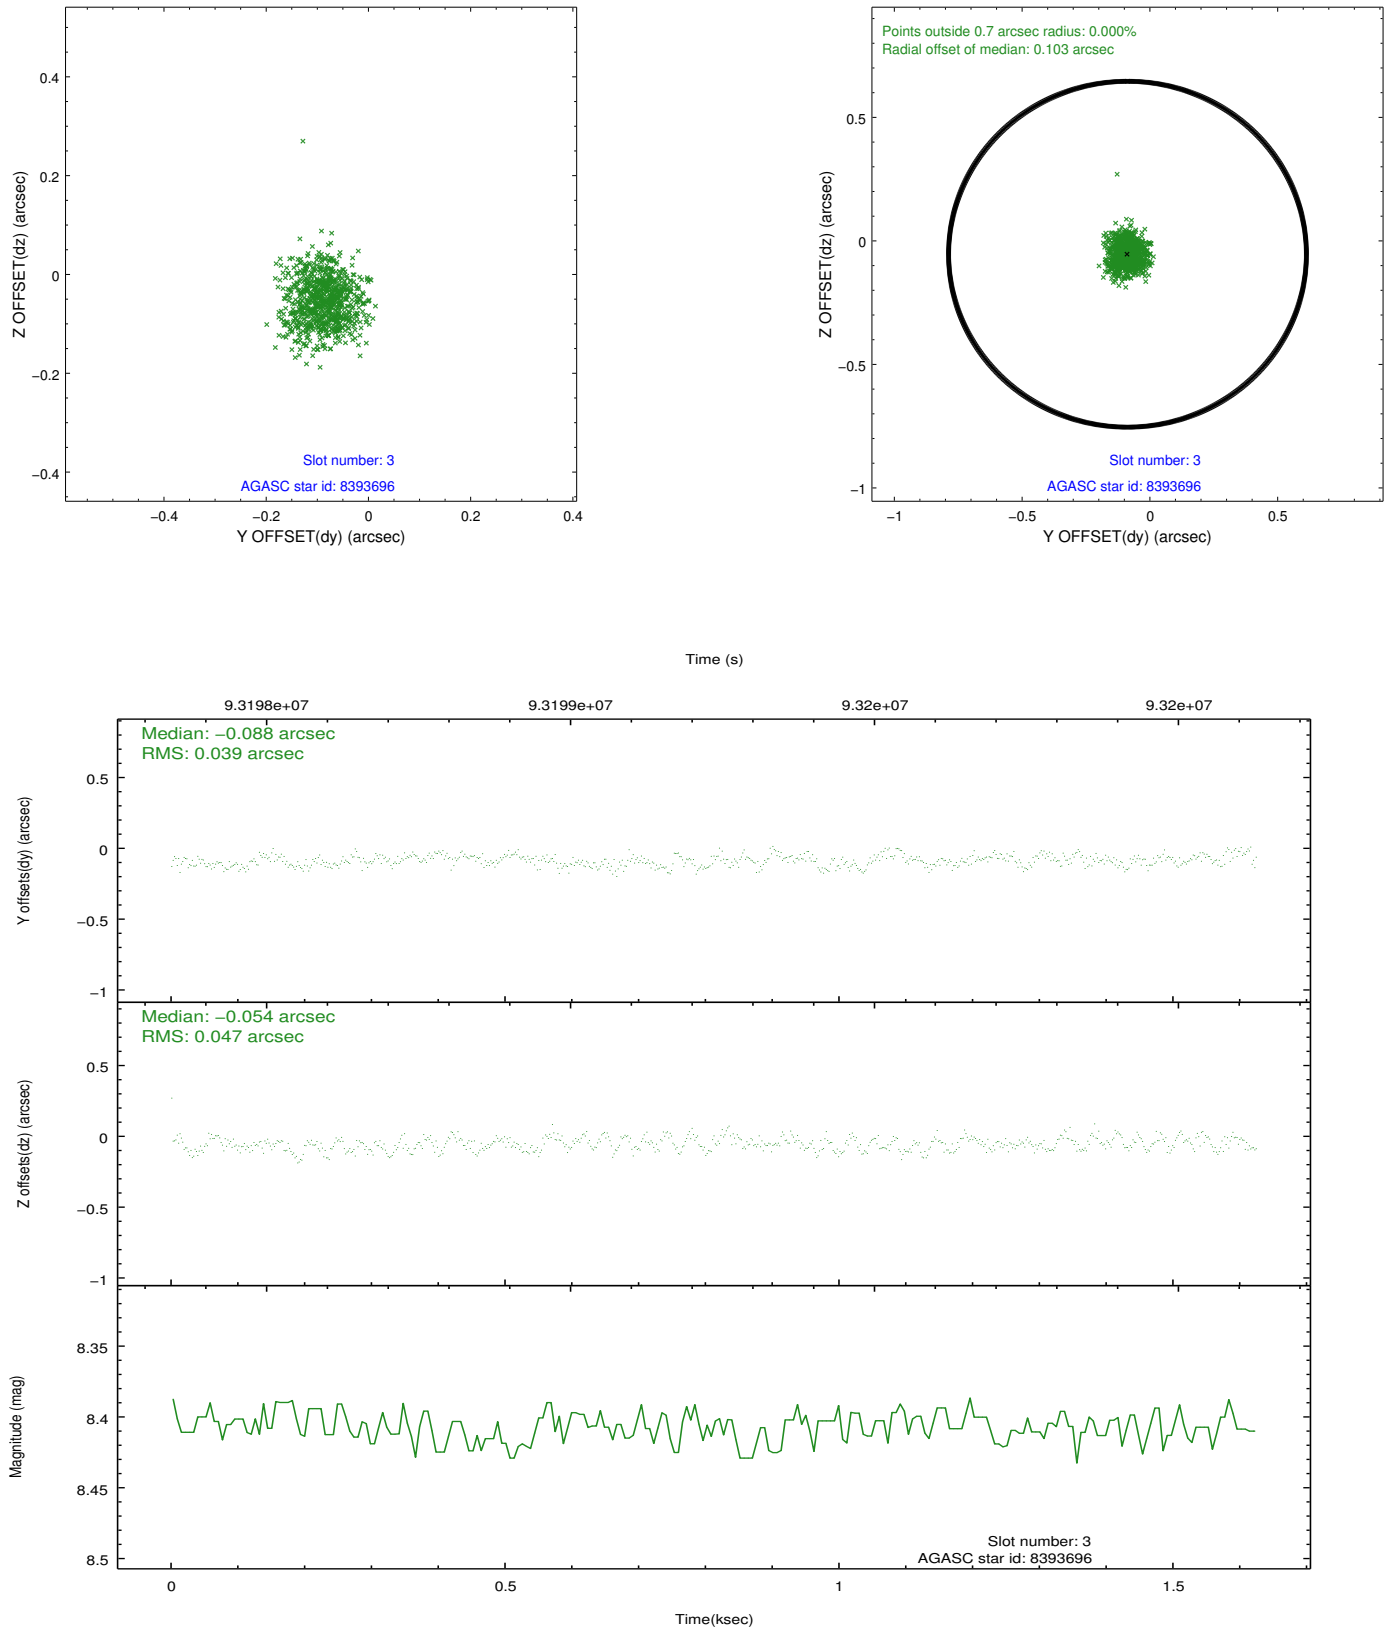 0.4
0.2
0
−0.2
−0.4
Z OFFSET(dz) (arcsec)
Slot number: 3
AGASC star id: 8393696
−0.4
−0.2
0
0.2
0.4
Y OFFSET(dy) (arcsec)
Points outside 0.7 arcsec radius: 0.000%
Radial offset of median: 0.103 arcsec
0.5
0
−0.5
−1
Z OFFSET(dz) (arcsec)
Slot number: 3
AGASC star id: 8393696
−1
−0.5
0
0.5
Y OFFSET(dy) (arcsec)
Time (s)
9.3198e+07
9.3199e+07
9.32e+07
9.32e+07
Median: −0.088 arcsec
RMS: 0.039 arcsec
0.5
0
−0.5
−1
Y offsets(dy) (arcsec)
Median: −0.054 arcsec
RMS: 0.047 arcsec
0.5
0
−0.5
−1
Z offsets(dz) (arcsec)
8.35
8.4
8.45
8.5
Magnitude (mag)
Slot number: 3
AGASC star id: 8393696
0
0.5
1
1.5
Time(ksec)